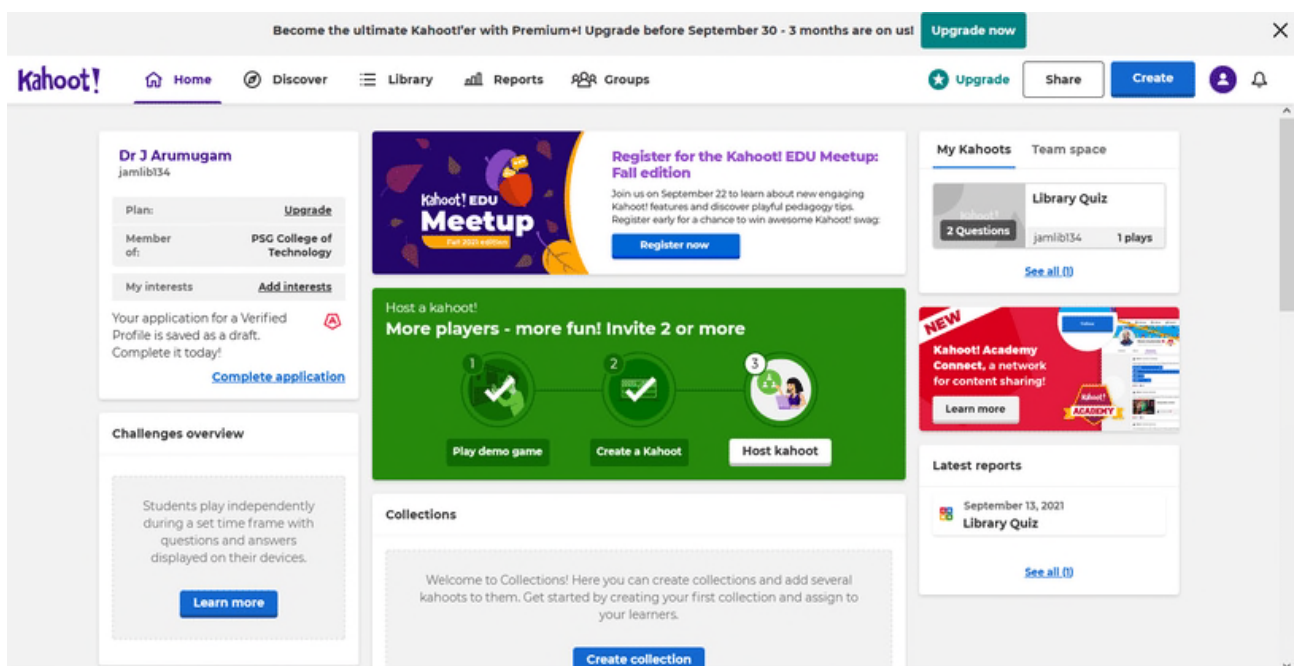 Become the ultimate Kahoot!'er with Premium+! Upgrade before September 30 - 3 months are on us!
Upgrade now
Kahoot!
Home
Discover
Library
Reports
Groups
Upgrade
Share
Create
Dr J Arumugam
jamlib134
Plan:
Upgrade
Member of:
PSG College of
Technology
My interests
Add interests
Your application for a Verified
Profile is saved as a draft.
Complete it today!
Complete application
Challenges overview
Students play independently
during a set time frame with
questions and answers
displayed on their devices.
Learn more
Kahoot! EDU
Meetup
Fall 2021 edition
Register for the Kahoot! EDU Meetup:
Fall edition
Join us on September 22 to learn about new engaging
Kahoot! features and discover playful pedagogy tips.
Register early for a chance to win awesome Kahoot! swag:
Register now
Host a kahoot!
More players - more fun! Invite 2 or more
1
2
3
Play demo game
Create a Kahoot
Host kahoot
Collections
Welcome to Collections! Here you can create collections and add several
kahoots to them. Get started by creating your first collection and assign to
your learners.
Create collection
My Kahoots
Team space
Kahoot!
2 Questions
Library Quiz
jamlib134
1 plays
See all (1)
NEW
Kahoot! Academy
Connect, a network
for content sharing!
Learn more
Follow
Kahoot!
ACADEMY
Latest reports
September 13, 2021
Library Quiz
See all (1)